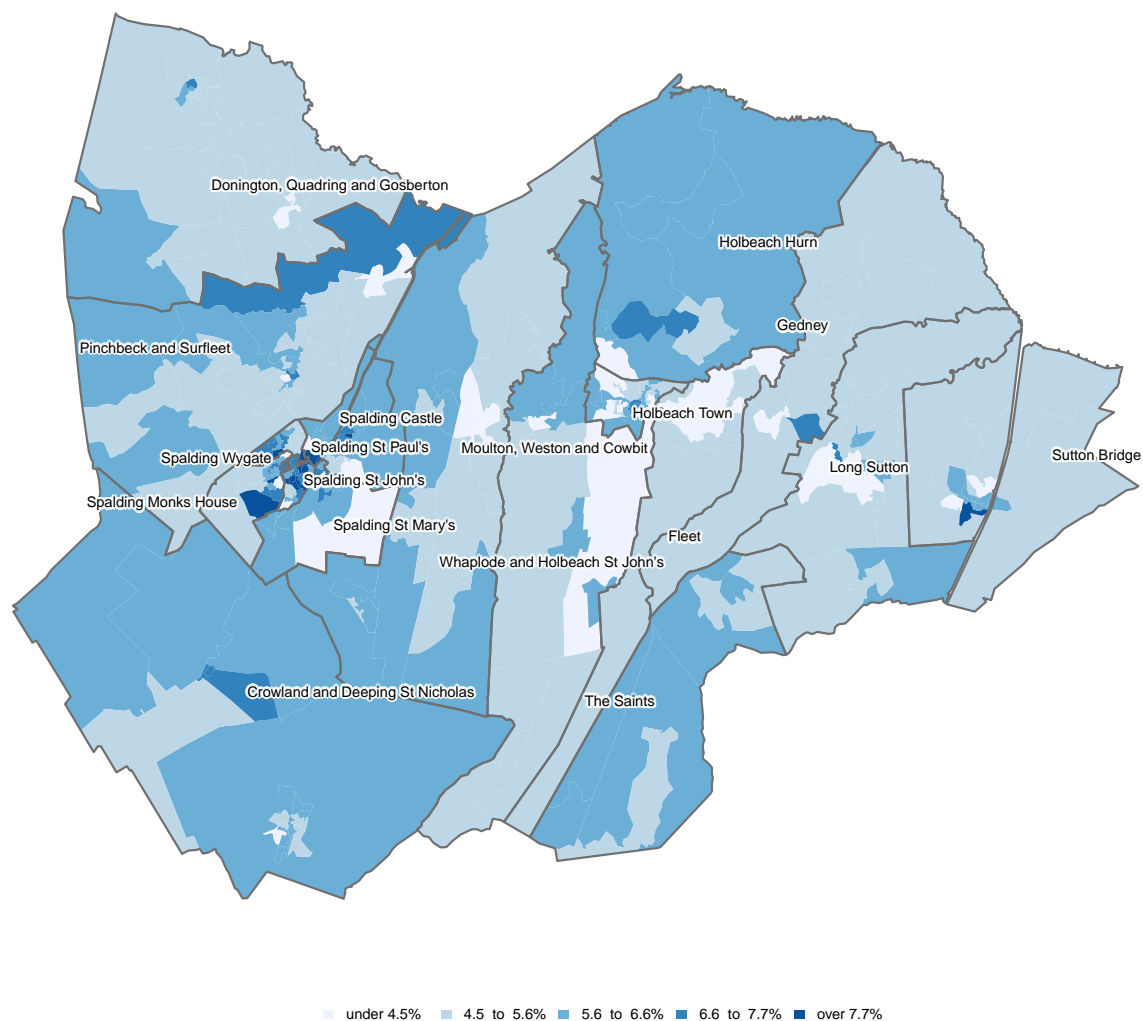 Donington, Quadring and Gosberton
Holbeach Hurn
Gedney
Pinchbeck and Surfleet
Holbeach Town
Spalding Castle
Spalding St Paul's
Moulton, Weston and Cowbit
Sutton Bridge
Spalding Wygate
Long Sutton
Spalding St John's
Spalding Monks House
Spalding St Mary's
Fleet
Whaplode and Holbeach St John's
Crowland and Deeping St Nicholas
The Saints
under 4.5% 4.5 to 5.6% 5.6 to 6.6% 6.6 to 7.7% over 7.7%